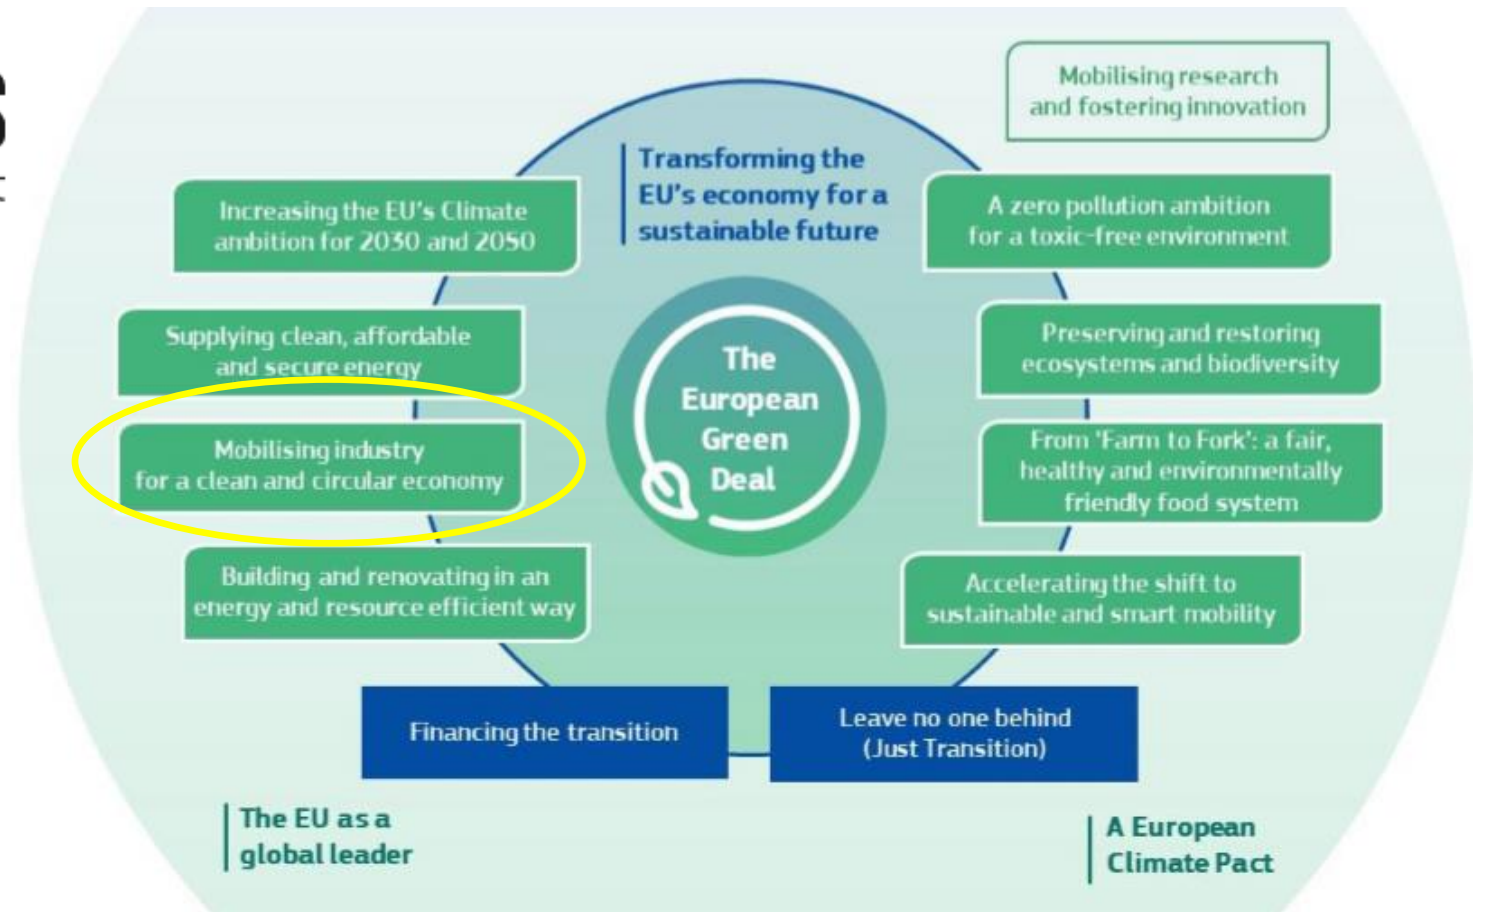 Mobilising research
and fostering innovation
Transforming the
EU's economy for a
sustainable future
Increasing the EU's Climate
ambition for 2030 and 2050
A zero pollution ambition
for a toxic-free environment
Supplying clean, affordable
and secure energy
Preserving and restoring
ecosystems and biodiversity
The
European
Green
Deal
Mobilising industry
for a clean and circular economy
From 'Farm to Fork': a fair,
healthy and environmentally
friendly food system
Building and renovating in an
energy and resource efficient way
Accelerating the shift to
sustainable and smart mobility
Financing the transition
Leave no one behind
(Just Transition)
The EU as a
global leader
A European
Climate Pact